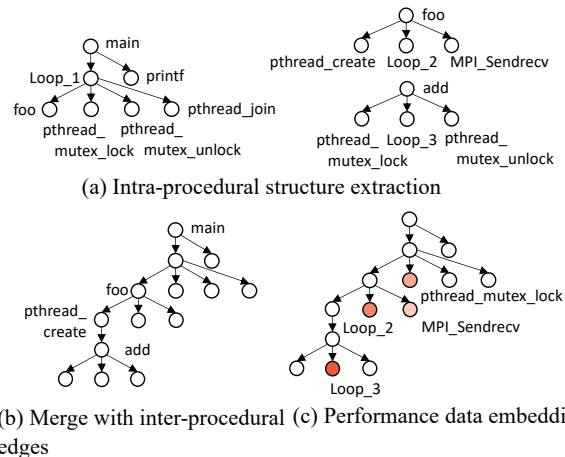 main
Loop_1
printf
foo
pthread_join
pthread_
mutex_lock
pthread_
mutex_unlock
foo
pthread_create
Loop_2
MPI_Sendrecv
add
pthread_
mutex_lock
Loop_3
pthread_
mutex_unlock
(a) Intra-procedural structure extraction
main
foo
pthread_
create
add
pthread_mutex_lock
Loop_2
MPI_Sendrecv
Loop_3
(b) Merge with inter-procedural
edges
(c) Performance data embeddi